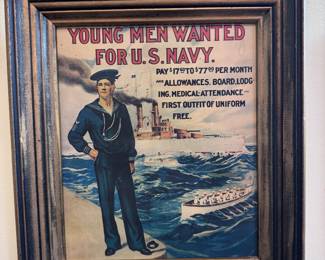 YOUNG MEN WANTED
FOR U.S. NAVY.
PAY $17.60 TO $77.00 PER MONTH
AND ALLOWANCES, BOARD, LODG-
ING, MEDICAL-ATTENDANCE-
FIRST OUTFIT OF UNIFORM
FREE.